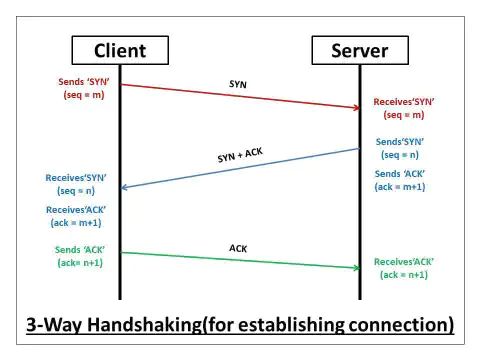 Client
Server
Sends ‘SYN’
(seq = m)
SYN
Receives‘SYN’
(seq = m)
Sends‘SYN’
(seq = n)
SYN + ACK
Sends ‘ACK’
(ack = m+1)
Receives‘SYN’
(seq = n)
Receives‘ACK’
(ack = m+1)
Sends ‘ACK’
(ack= n+1)
ACK
Receives‘ACK’
(ack = n+1)
3-Way Handshaking(for establishing connection)